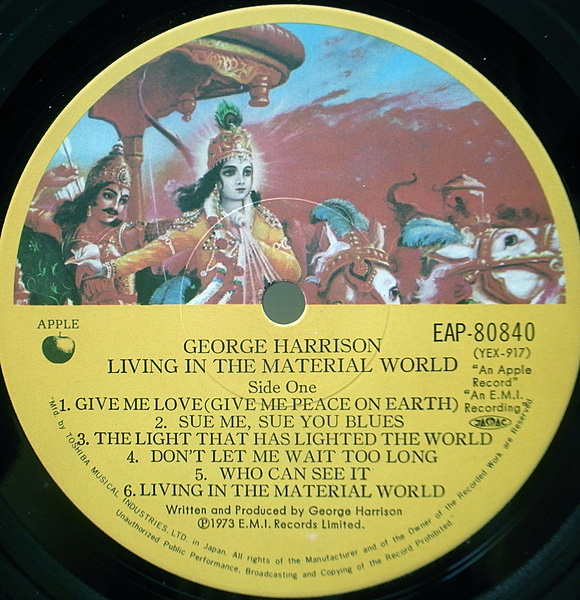 APPLE
EAP-80840
(YEX-917)
"An Apple
Record"
"An E.M.I.
Recording"
JASRAC
GEORGE HARRISON
LIVING IN THE MATERIAL WORLD
Side One
1. GIVE ME LOVE(GIVE ME PEACE ON EARTH)
2. SUE ME, SUE YOU BLUES
3. THE LIGHT THAT HAS LIGHTED THE WORLD
4. DON'T LET ME WAIT TOO LONG
5. WHO CAN SEE IT
6. LIVING IN THE MATERIAL WORLD
Written and Produced by George Harrison
Ⓟ1973 E.M.I. Records Limited.
Mfd. by TOSHIBA MUSICAL INDUSTRIES, LTD. in Japan. All rights of the Manufacturer and of the Owner of the Recorded Work are Reserved
Unauthorized Public Performance, Broadcasting and Copying of the Record Prohibited.